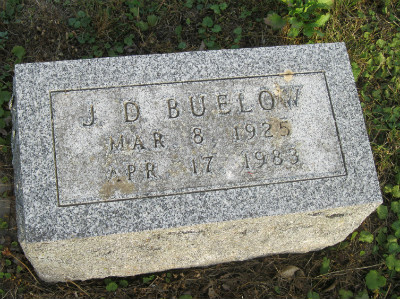 J D BUELOW
MAR 8, 1925
APR 17 1983